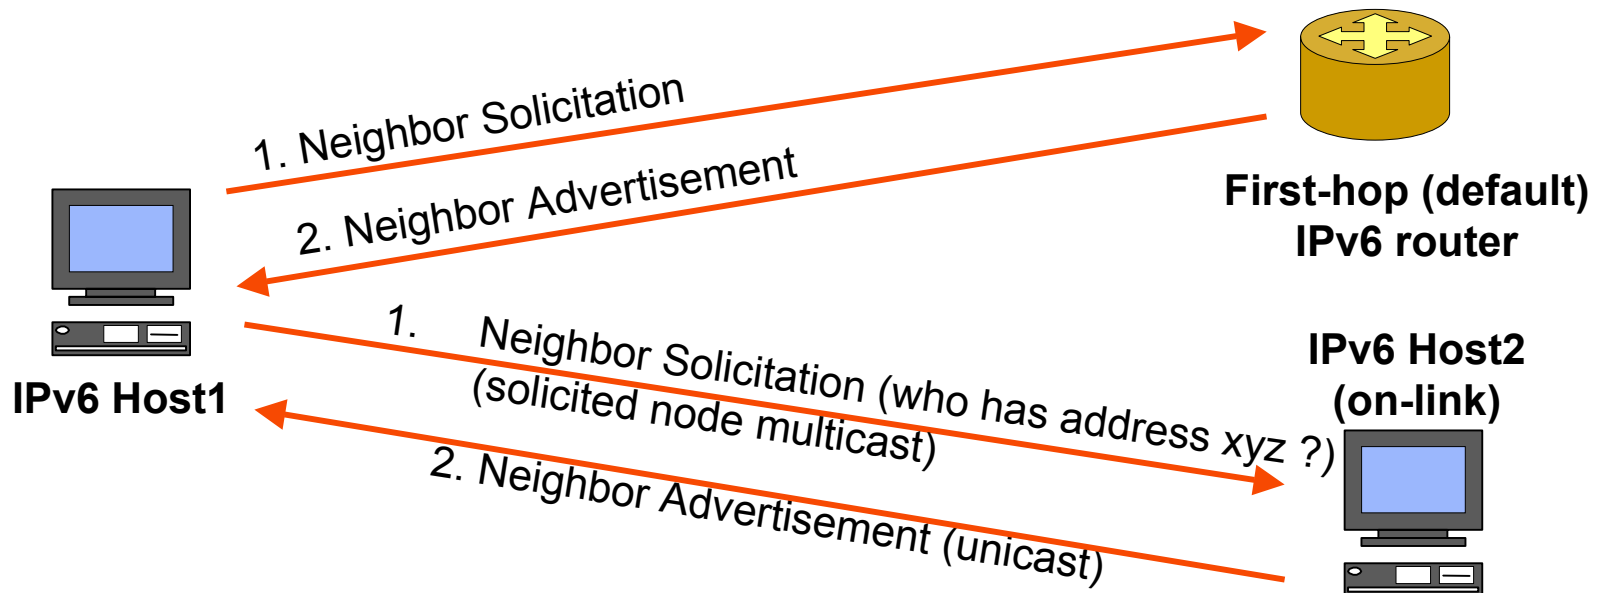 1. Neighbor Solicitation
2. Neighbor Advertisement
First-hop (default)
IPv6 router
IPv6 Host1
1. Neighbor Solicitation (who has address xyz ?)
(solicited node multicast)
2. Neighbor Advertisement (unicast)
IPv6 Host2
(on-link)